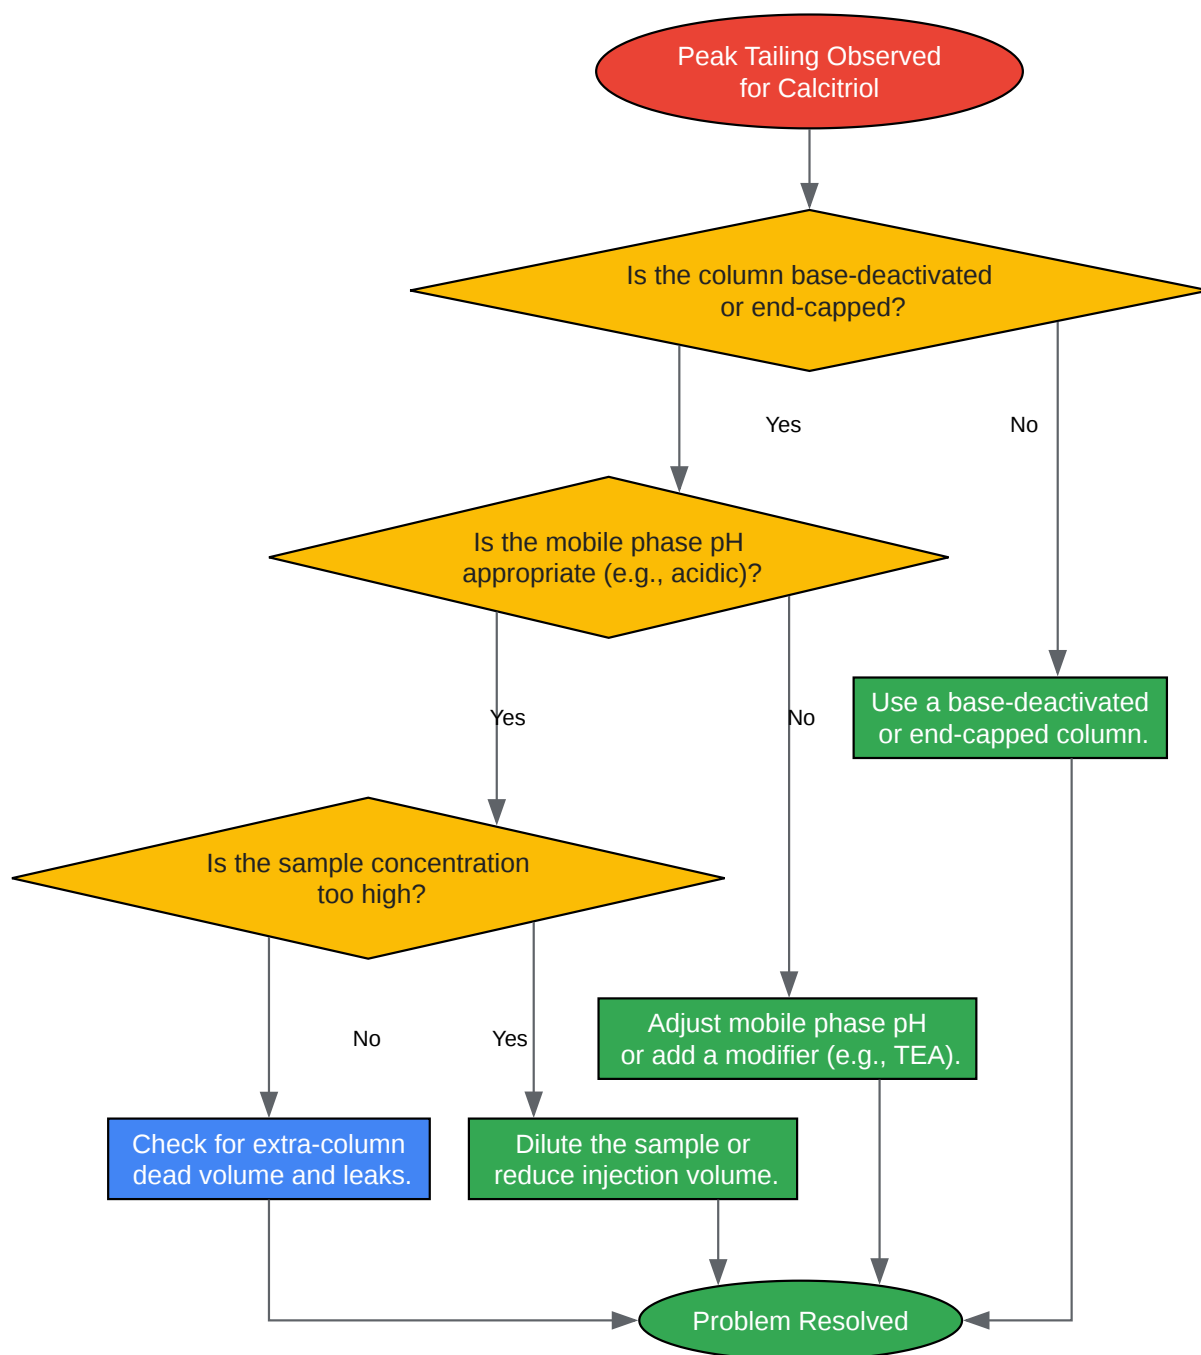 Peak Tailing Observed
for Calcitriol
Is the column base-deactivated
or end-capped?
Yes
No
Is the mobile phase pH
appropriate (e.g., acidic)?
Use a base-deactivated
or end-capped column.
Yes
No
Is the sample concentration
too high?
No
Yes
Adjust mobile phase pH
or add a modifier (e.g., TEA).
Check for extra-column
dead volume and leaks.
Dilute the sample or
reduce injection volume.
Problem Resolved